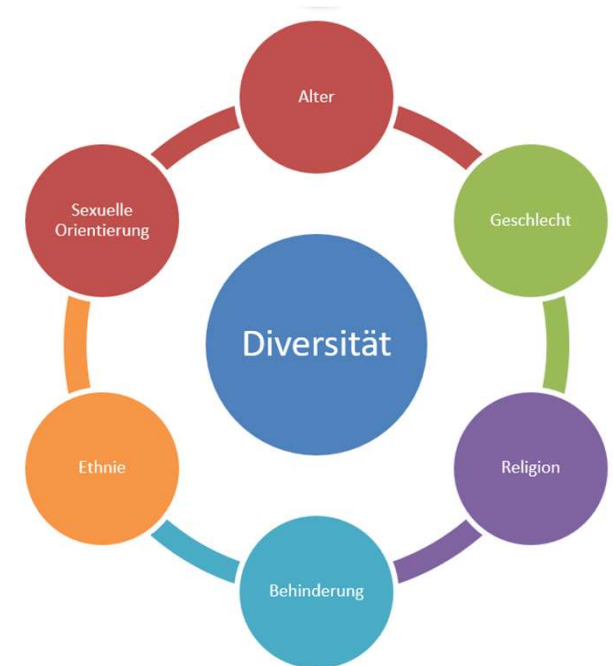 Alter
Geschlecht
Religion
Behinderung
Ethnie
Sexuelle
Orientierung
Diversität